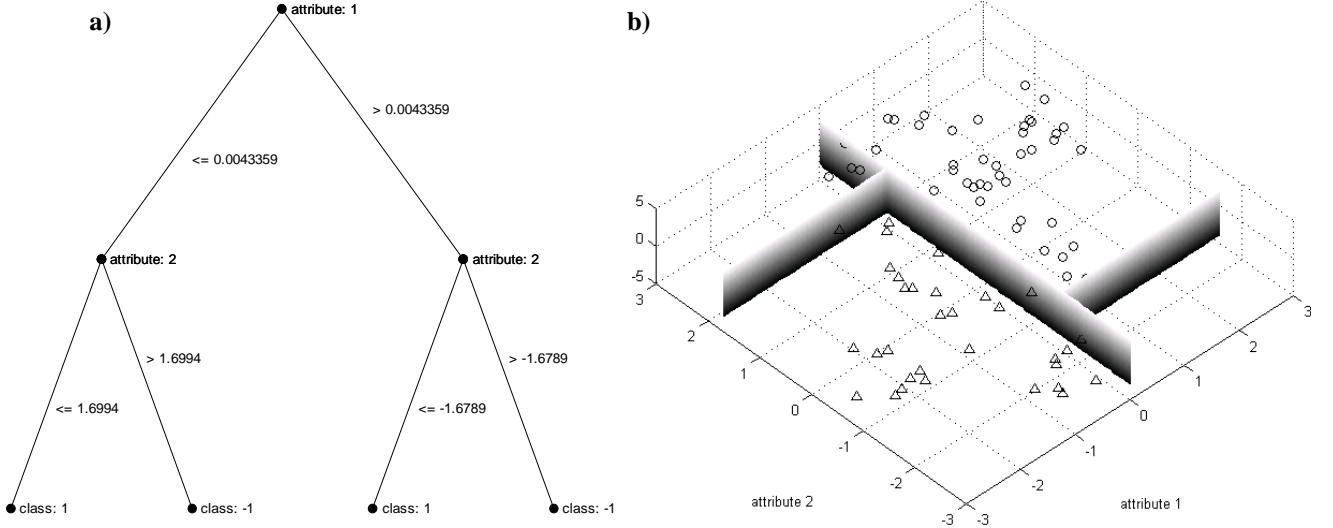 a)
attribute: 1
<= 0.0043359
> 0.0043359
attribute: 2
attribute: 2
<= 1.6994
> 1.6994
<= -1.6789
> -1.6789
class: 1
class: -1
class: 1
class: -1
b)
5
0
-5
3
2
1
0
-1
-2
-3
attribute 2
-3
-2
-1
0
1
2
3
attribute 1